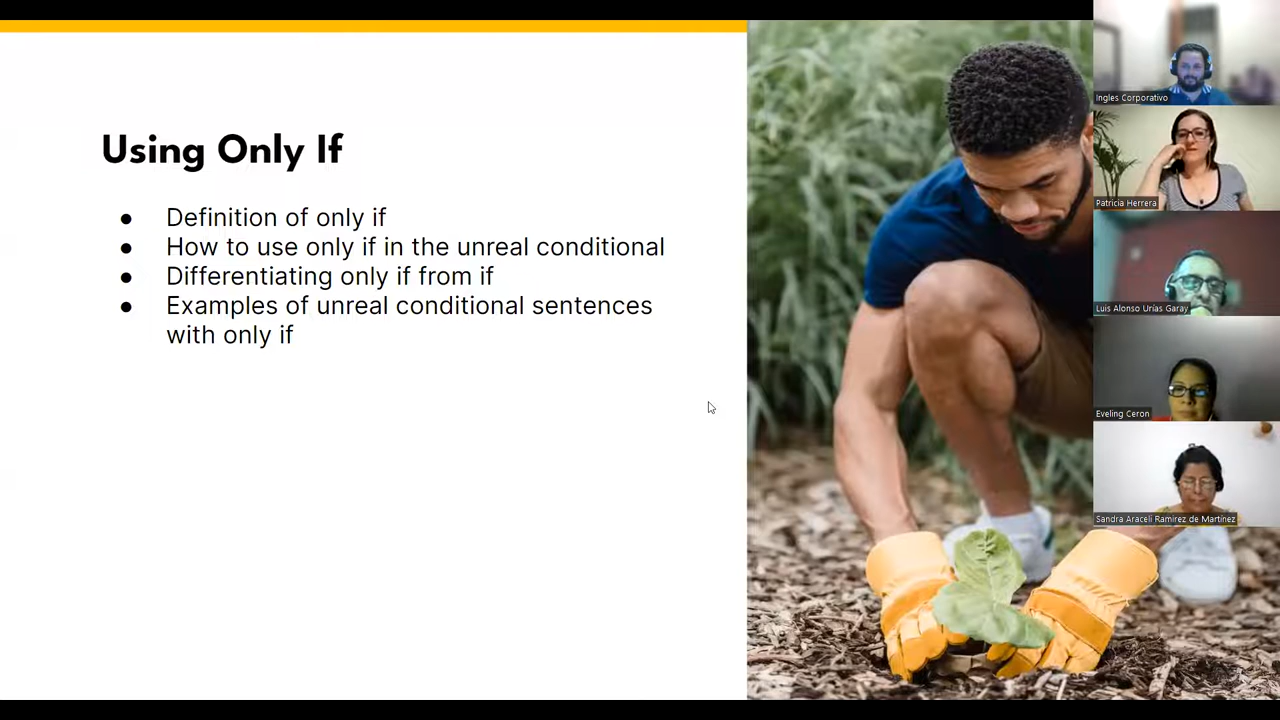 Using Only If
● Definition of only if
● How to use only if in the unreal conditional
● Differentiating only if from if
● Examples of unreal conditional sentences
with only if
Ingles Corporativo
Patricia Herrera
Luis Alonso Urías Garay
Eveling Ceron
Sandra Araceli Ramirez de Martinez